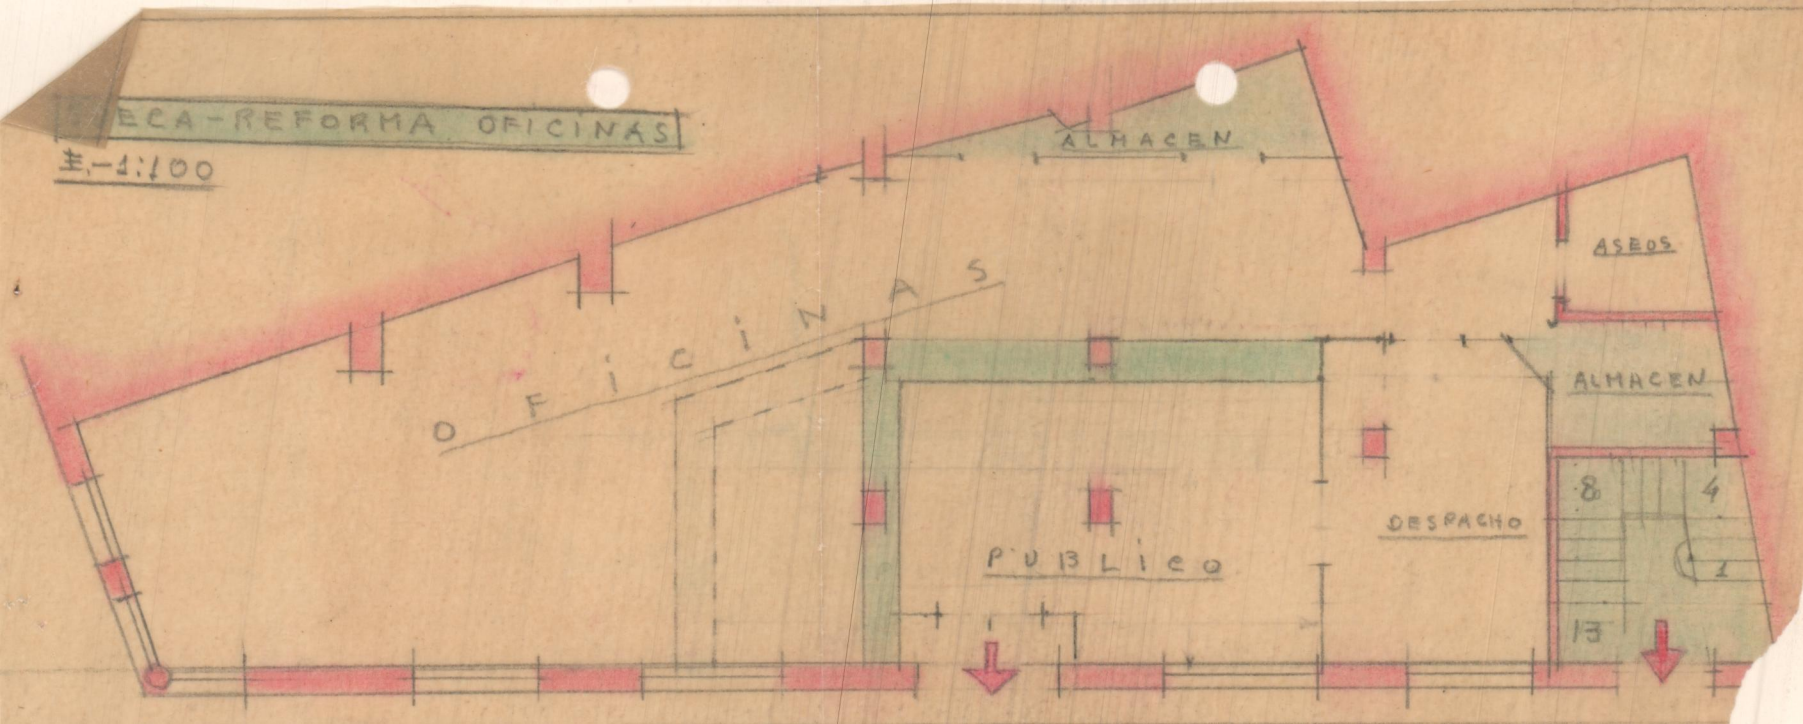 ECA-REFORMA OFICINAS
E.-1:100
ALMACEN
ASEOS
OFICINAS
ALMACEN
8 4
DESPACHO
PUBLICO
1
13